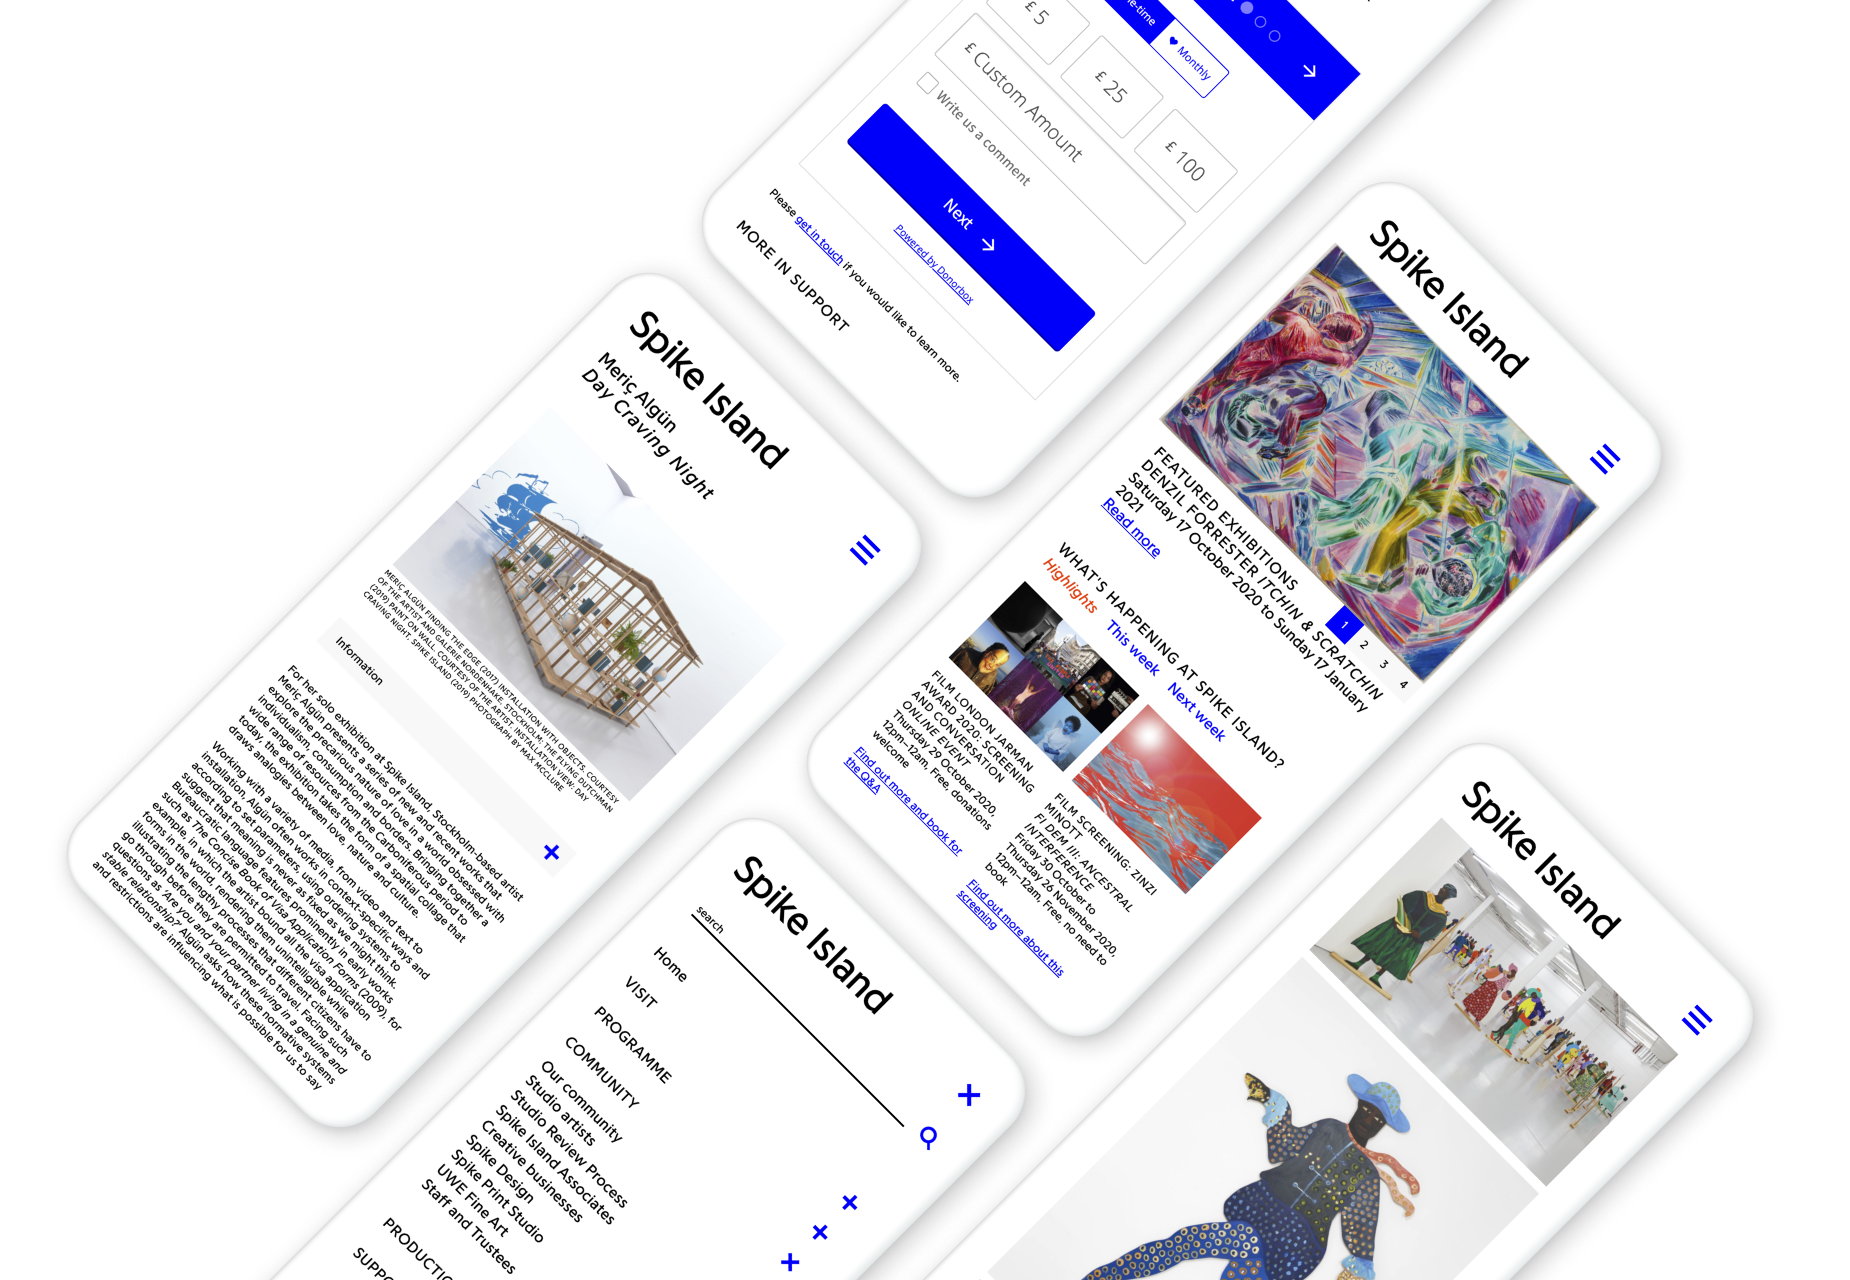 £ 5
£ 25
£ 100
Monthly
£ Custom Amount
Write us a comment
Next
Powered by Donorbox
Please get in touch if you would like to learn more.
MORE IN SUPPORT
Spike Island
Meriç Algün
Day Craving Night
MERIÇ ALGÜN FINDING THE EDGE (2017) INSTALLATION WITH OBJECTS, COURTESY
OF THE ARTIST AND GALERIE NORDENHAKE, STOCKHOLM; THE FLYING DUTCHMAN
(2019) PAINT ON WALL, COURTESY OF THE ARTIST. INSTALLATION VIEW: DAY
CRAVING NIGHT, SPIKE ISLAND (2019) PHOTOGRAPH BY MAX MCCLURE
Information
For her solo exhibition at Spike Island, Stockholm-based artist
Meriç Algün presents a series of new and recent works that
explore the precarious nature of love in a world obsessed with
individualism, consumption and borders. Bringing together a
wide range of resources from the Carboniferous period to
today, the exhibition takes the form of a spatial collage that
draws analogies between love, nature and culture.
Working with a variety of media, from video and text to
installation, Algün often works in context-specific ways and
according to set parameters, using ordering systems to
suggest that meaning is never as fixed as we might think.
Bureaucratic language features prominently in early works
such as The Concise Book of Visa Application Forms (2009), for
example, in which the artist bound all the visa application
forms in the world, rendering them unintelligible while
illustrating the lengthy processes that different citizens have to
go through before they are permitted to travel. Facing such
questions as 'Are you and your partner living in a genuine and
stable relationship?' Algün asks how these normative systems
and restrictions are influencing what is possible for us to say
Spike Island
FEATURED EXHIBITIONS
DENZIL FORRESTER ITCHIN & SCRATCHIN
Saturday 17 October 2020 to Sunday 17 January
2021
Read more
1
2
3
4
WHAT'S HAPPENING AT SPIKE ISLAND?
Highlights
This week
Next week
FILM LONDON JARMAN
AWARD 2020: SCREENING
AND CONVERSATION
ONLINE EVENT
Thursday 29 October 2020,
12pm–12am, Free, donations
welcome
Find out more and book for
the Q&A
FILM SCREENING: ZINZI
MINOTT
FI DEM III: ANCESTRAL
INTERFERENCE
Friday 30 October to
Thursday 26 November 2020,
12pm–12am, Free, no need to
book
Find out more about this
screening
Spike Island
search
Home
VISIT
PROGRAMME
COMMUNITY
Our community
Studio artists
Studio Review Process
Spike Island Associates
Creative businesses
Spike Design
Spike Print Studio
UWE Fine Art
Staff and Trustees
Spike Island